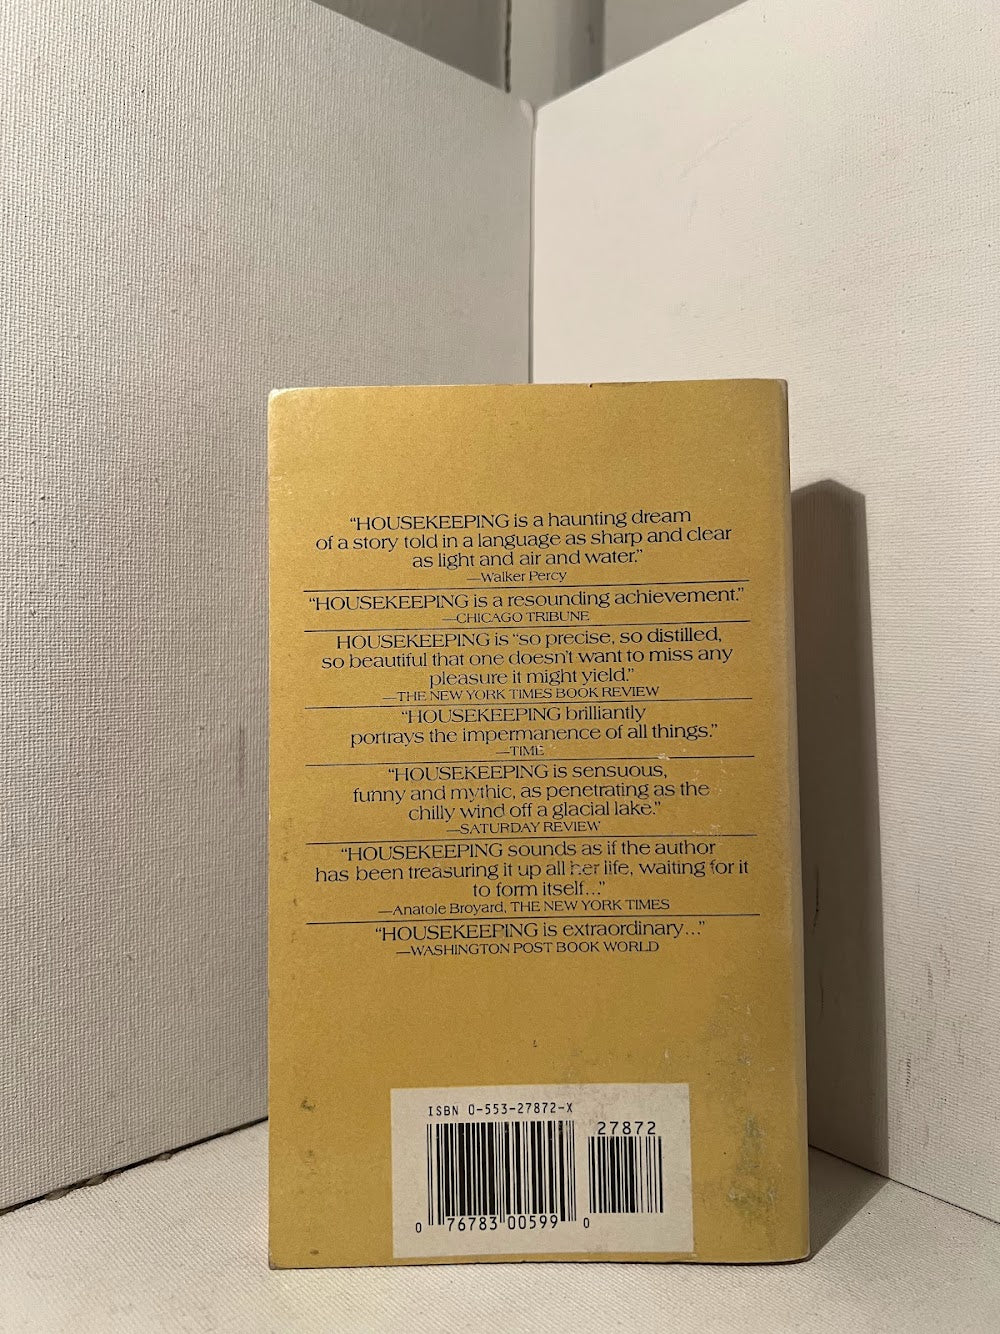 “HOUSEKEEPING is a haunting dream
of a story told in a language as sharp and clear
as light and air and water.”
—Walker Percy
“HOUSEKEEPING is a resounding achievement.”
—CHICAGO TRIBUNE
HOUSEKEEPING is “so precise, so distilled,
so beautiful that one doesn’t want to miss any
pleasure it might yield.”
—THE NEW YORK TIMES BOOK REVIEW
“HOUSEKEEPING brilliantly
portrays the impermanence of all things.”
—TIME
“HOUSEKEEPING is sensuous,
funny and mythic, as penetrating as the
chilly wind off a glacial lake.”
—SATURDAY REVIEW
“HOUSEKEEPING sounds as if the author
has been treasuring it up all her life, waiting for it
to form itself...”
—Anatole Broyard, THE NEW YORK TIMES
“HOUSEKEEPING is extraordinary...”
—WASHINGTON POST BOOK WORLD
ISBN 0-553-27872-X
27872
0 76783 00599 0